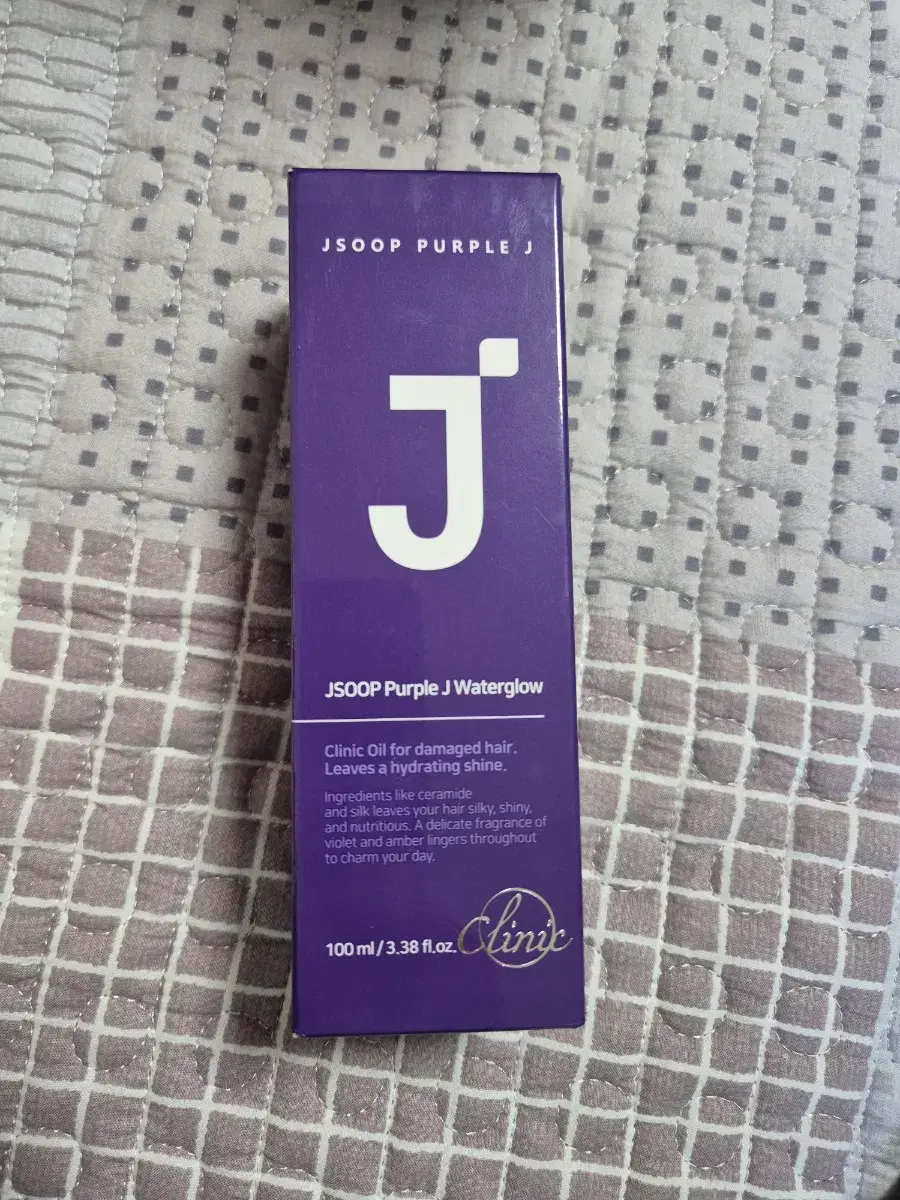 JSOOP PURPLE J
J
JSOOP Purple J Waterglow
Clinic Oil for damaged hair.
Leaves a hydrating shine.
Ingredients like ceramide
and silk leaves your hair silky, shiny,
and nutritious. A delicate fragrance of
violet and amber lingers throughout
to charm your day.
100 ml / 3.38 fl.oz.
Clinic